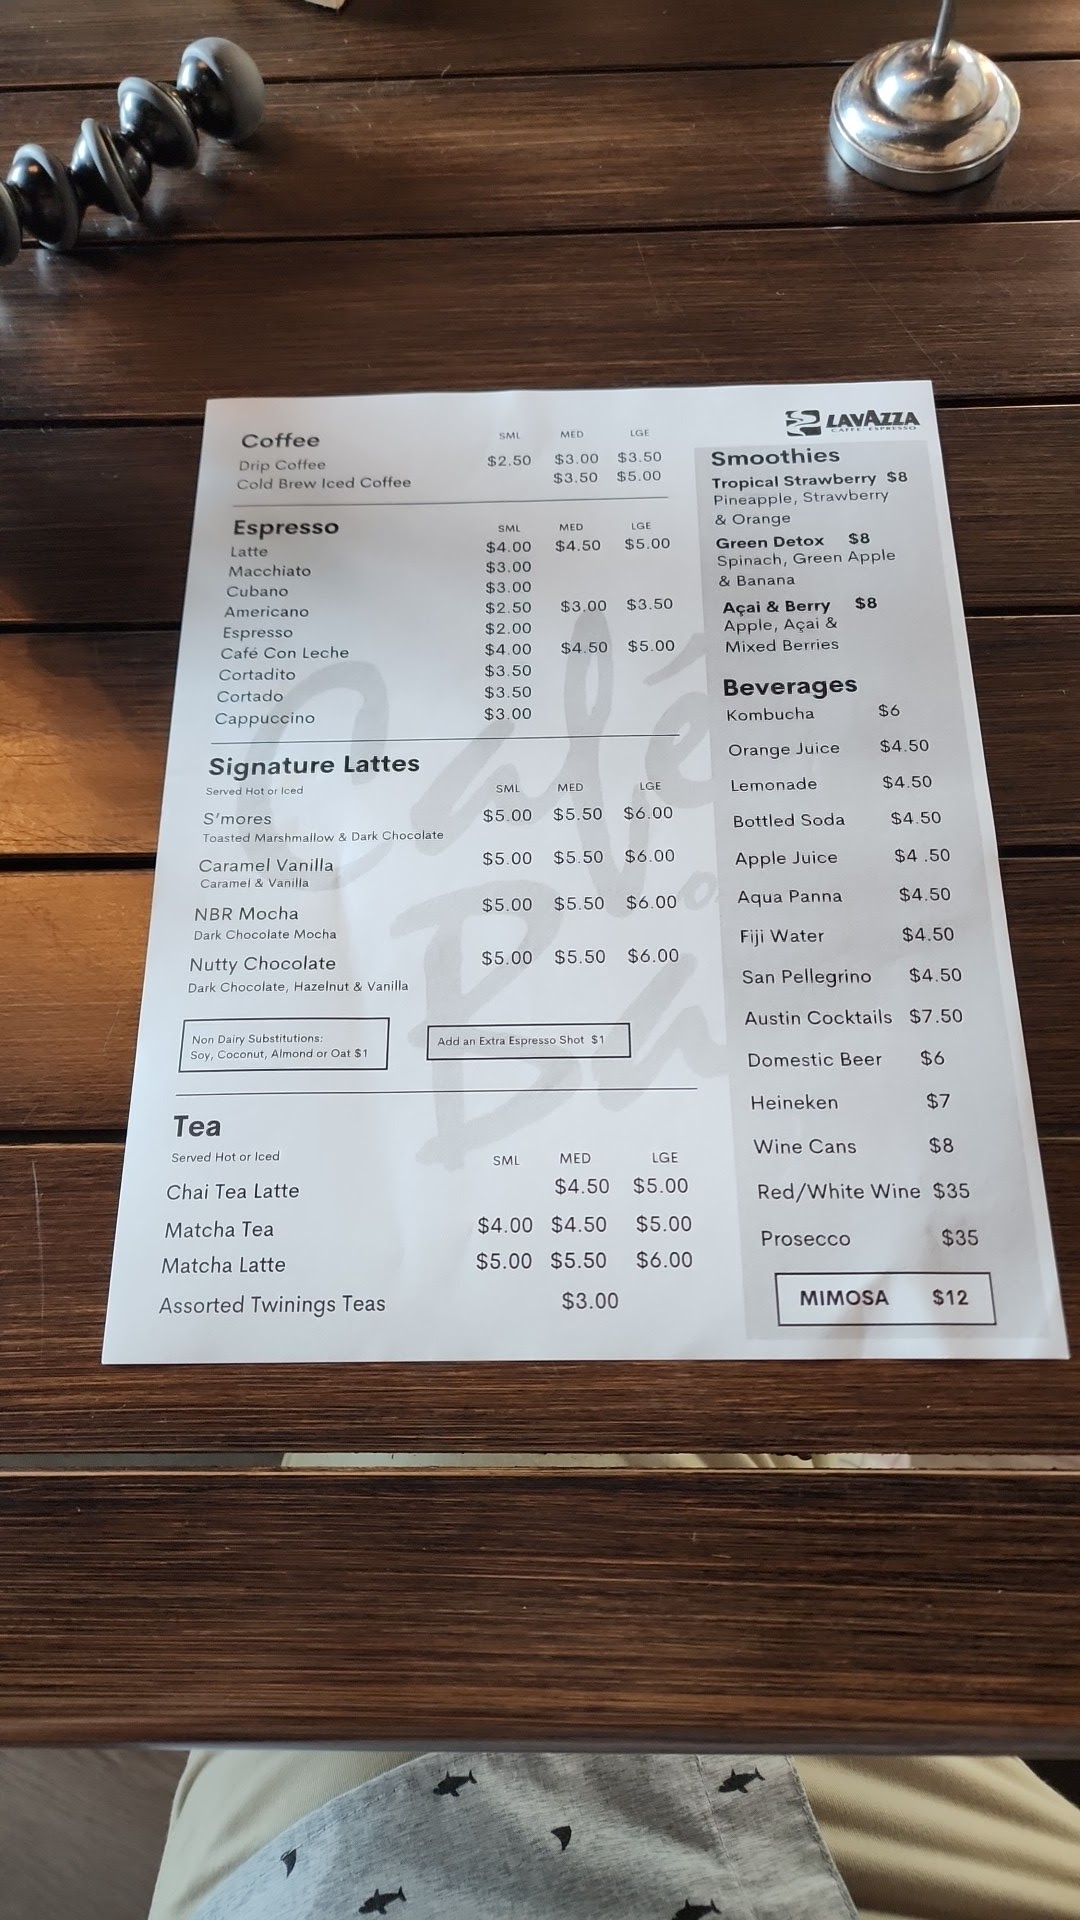 Coffee SML MED LGE
Drip Coffee $2.50 $3.00 $3.50
Cold Brew Iced Coffee $3.50 $5.00
Espresso SML MED LGE
Latte $4.00 $4.50 $5.00
Macchiato $3.00
Cubano $3.00
Americano $2.50 $3.00 $3.50
Espresso $2.00
Café Con Leche $4.00 $4.50 $5.00
Cortadito $3.50
Cortado $3.50
Cappuccino $3.00
Signature Lattes
Served Hot or Iced SML MED LGE
S'mores $5.00 $5.50 $6.00
Toasted Marshmallow & Dark Chocolate
Caramel Vanilla $5.00 $5.50 $6.00
Caramel & Vanilla
NBR Mocha $5.00 $5.50 $6.00
Dark Chocolate Mocha
Nutty Chocolate $5.00 $5.50 $6.00
Dark Chocolate, Hazelnut & Vanilla
Non Dairy Substitutions:
Soy, Coconut, Almond or Oat $1
Add an Extra Espresso Shot $1
Tea
Served Hot or Iced SML MED LGE
Chai Tea Latte $4.50 $5.00
Matcha Tea $4.00 $4.50 $5.00
Matcha Latte $5.00 $5.50 $6.00
Assorted Twinings Teas $3.00
LAVAZZA
CAFFÈ ESPRESSO
Smoothies
Tropical Strawberry $8
Pineapple, Strawberry
& Orange
Green Detox $8
Spinach, Green Apple
& Banana
Açai & Berry $8
Apple, Açai &
Mixed Berries
Beverages
Kombucha $6
Orange Juice $4.50
Lemonade $4.50
Bottled Soda $4.50
Apple Juice $4 .50
Aqua Panna $4.50
Fiji Water $4.50
San Pellegrino $4.50
Austin Cocktails $7.50
Domestic Beer $6
Heineken $7
Wine Cans $8
Red/White Wine $35
Prosecco $35
MIMOSA $12
Café
Bar